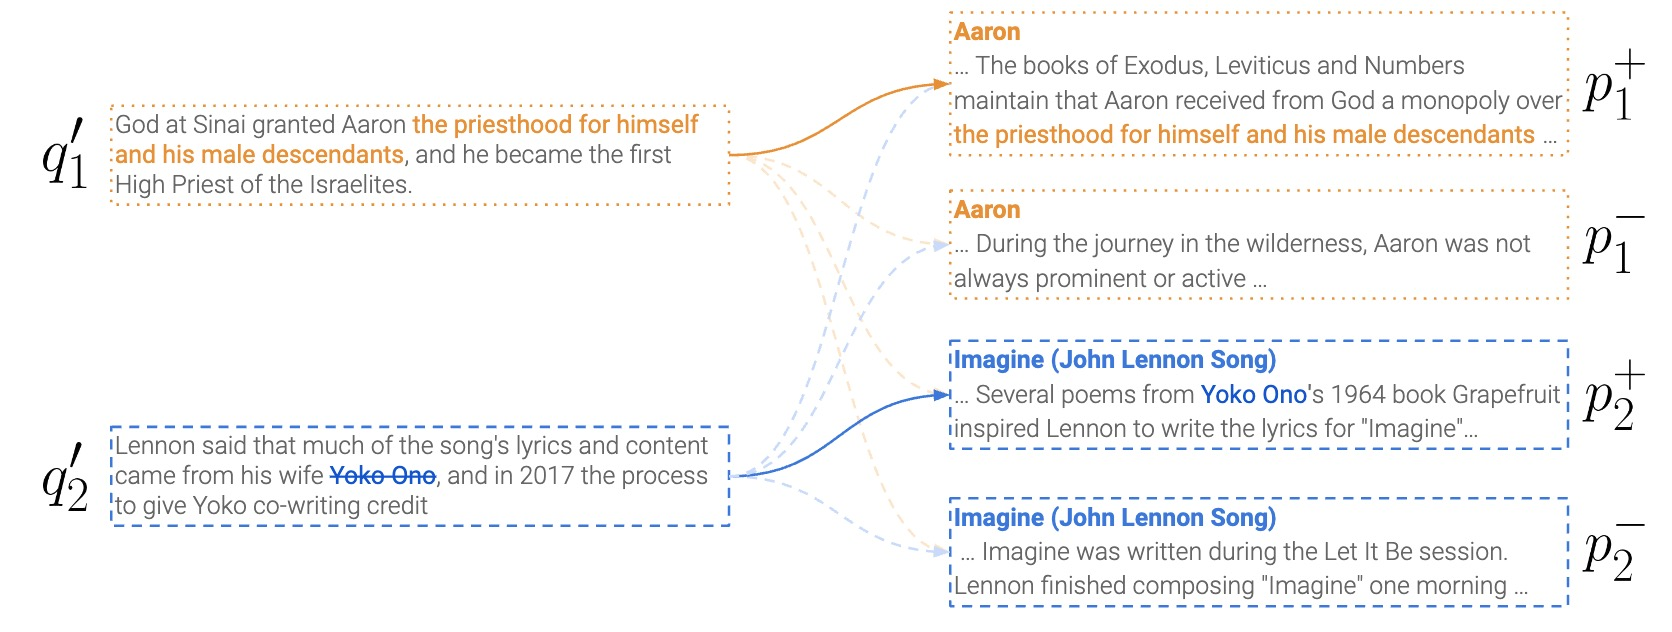 q′₁
God at Sinai granted Aaron the priesthood for himself
and his male descendants, and he became the first
High Priest of the Israelites.
q′₂
Lennon said that much of the song's lyrics and content
came from his wife Yoko Ono, and in 2017 the process
to give Yoko co-writing credit
Aaron
... The books of Exodus, Leviticus and Numbers
maintain that Aaron received from God a monopoly over
the priesthood for himself and his male descendants ...
p₁⁺
Aaron
... During the journey in the wilderness, Aaron was not
always prominent or active ...
p₁⁻
Imagine (John Lennon Song)
... Several poems from Yoko Ono's 1964 book Grapefruit
inspired Lennon to write the lyrics for "Imagine"...
p₂⁺
Imagine (John Lennon Song)
... Imagine was written during the Let It Be session.
Lennon finished composing "Imagine" one morning ...
p₂⁻